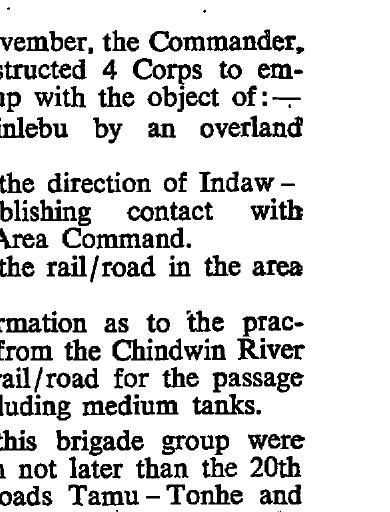 vember, the Commander,
structed 4 Corps to em-
up with the object of:—
inlebu by an overland
the direction of Indaw–
blishing contact with
Area Command.
the rail/road in the area
rmation as to the prac-
from the Chindwin River
rail/road for the passage
luding medium tanks.
this brigade group were
not later than the 20th
oads Tamu–Tonhe and